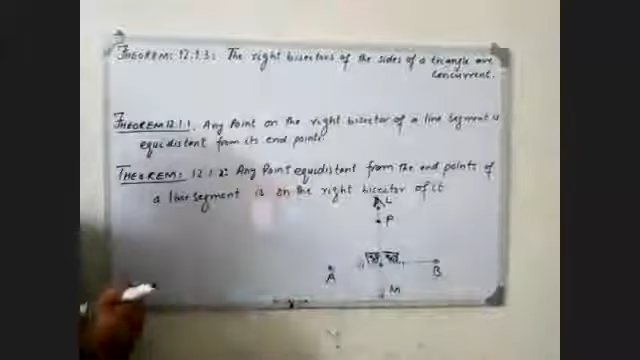 THEOREM: 12.1.3: The right bisectors of the sides of a triangle are
concurrent.
THEOREM 12.1.1. Any Point on the right bisector of a line segment is
equidistant from its end points.
THEOREM: 12.1.2: Any Point equidistant from the end points of
a line segment is on the right bisector of it
L
P
A
B
M